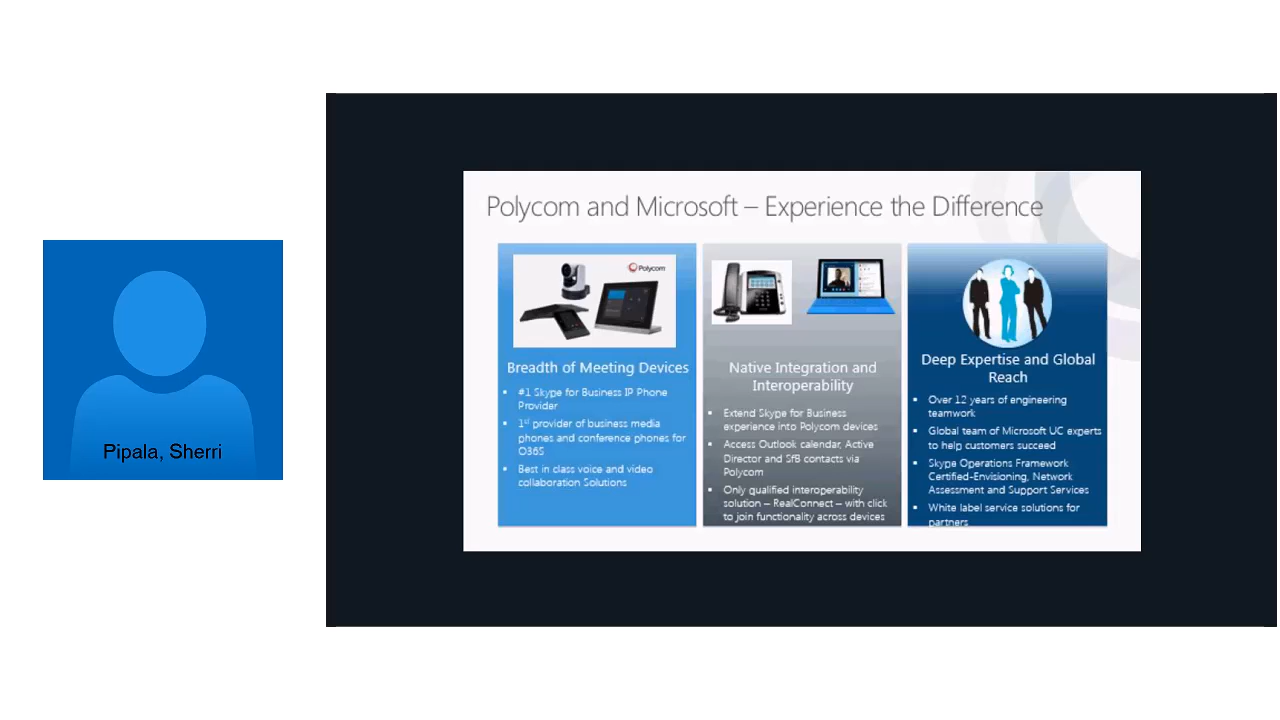 Polycom and Microsoft – Experience the Difference
Polycom
Breadth of Meeting Devices
▪ #1 Skype for Business IP Phone
Provider
▪ 1st provider of business media
phones and conference phones for
O365
▪ Best in class voice and video
collaboration Solutions
Native Integration and
Interoperability
▪ Extend Skype for Business
experience into Polycom devices
▪ Access Outlook calendar, Active
Director and SfB contacts via
Polycom
▪ Only qualified interoperability
solution – RealConnect – with click
to join functionality across devices
Deep Expertise and Global
Reach
▪ Over 12 years of engineering
teamwork
▪ Global team of Microsoft UC experts
to help customers succeed
▪ Skype Operations Framework
Certified-Envisioning, Network
Assessment and Support Services
▪ White label service solutions for
partners
Pipala, Sherri